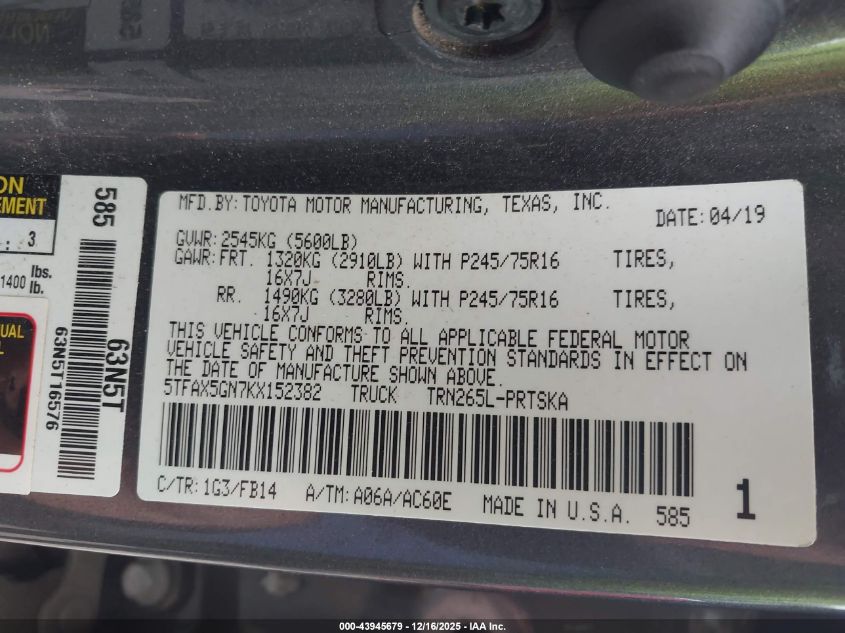 MFD.BY: TOYOTA MOTOR MANUFACTURING, TEXAS, INC.
DATE: 04/19
GVWR: 2545KG (5600LB)
GAWR: FRT. 1320KG (2910LB) WITH P245/75R16 TIRES,
16X7J RIMS.
RR. 1490KG (3280LB) WITH P245/75R16 TIRES,
16X7J RIMS.
THIS VEHICLE CONFORMS TO ALL APPLICABLE FEDERAL MOTOR
VEHICLE SAFETY AND THEFT PREVENTION STANDARDS IN EFFECT ON
THE DATE OF MANUFACTURE SHOWN ABOVE.
5TFAX5GN7KX152382 TRUCK TRN265L-PRTSKA
C/TR: 1G3/FB14 A/TM: A06A/AC60E MADE IN U.S.A. 585
1
585
63N5T
63N5T16576
ON
EMENT
: 3
lbs.
1400 lb.
UAL
L
000-43945679 - 12/16/2025 - IAA Inc.